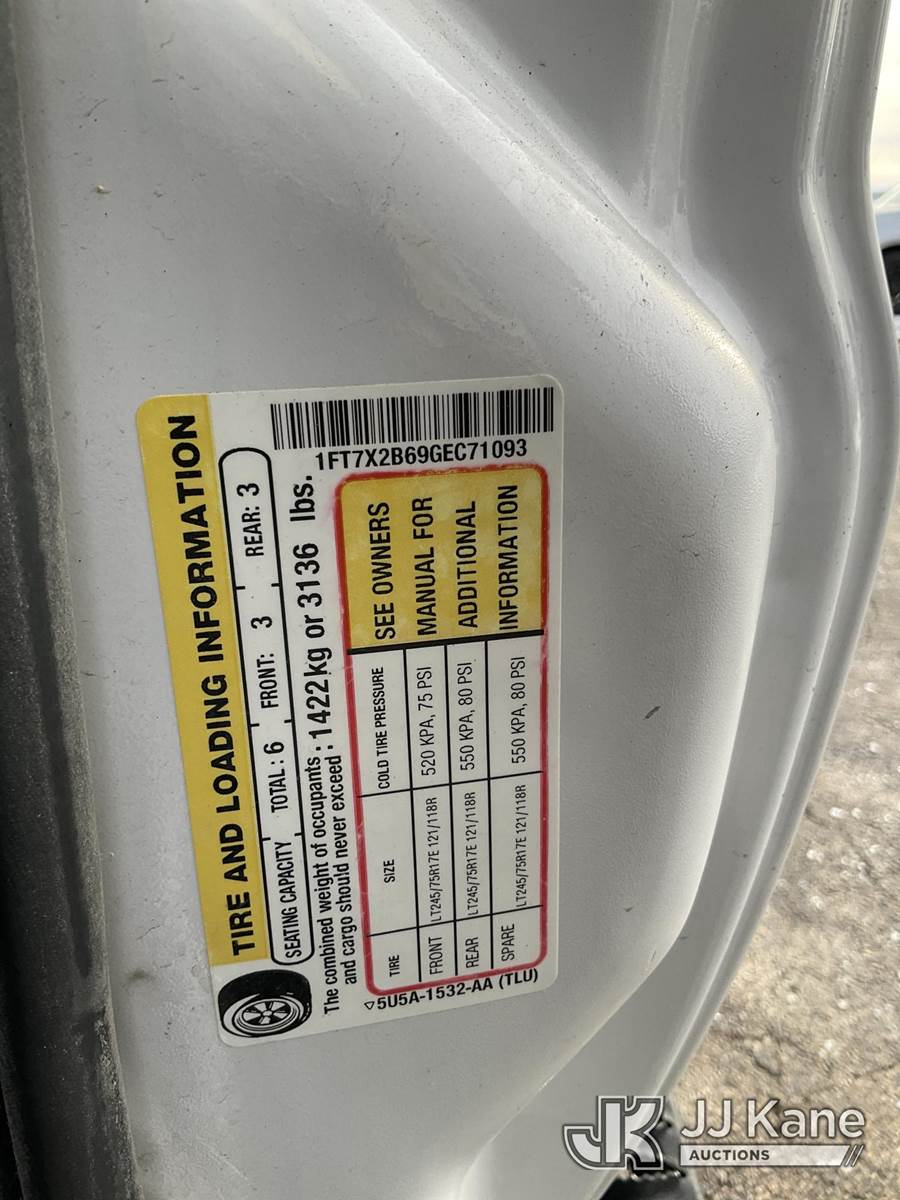 TIRE AND LOADING INFORMATION
SEATING CAPACITY TOTAL: 6 FRONT: 3 REAR: 3
The combined weight of occupants and cargo should never exceed : 1422kg or 3136 lbs.
1FT7X2B69GEC71093
TIRE SIZE COLD TIRE PRESSURE
FRONT LT245/75R17E 121/118R 520 KPA, 75 PSI
REAR LT245/75R17E 121/118R 550 KPA, 80 PSI
SPARE LT245/75R17E 121/118R 550 KPA, 80 PSI
SEE OWNERS
MANUAL FOR
ADDITIONAL
INFORMATION
5U5A-1532-AA (TLU)
JK JJ Kane
AUCTIONS